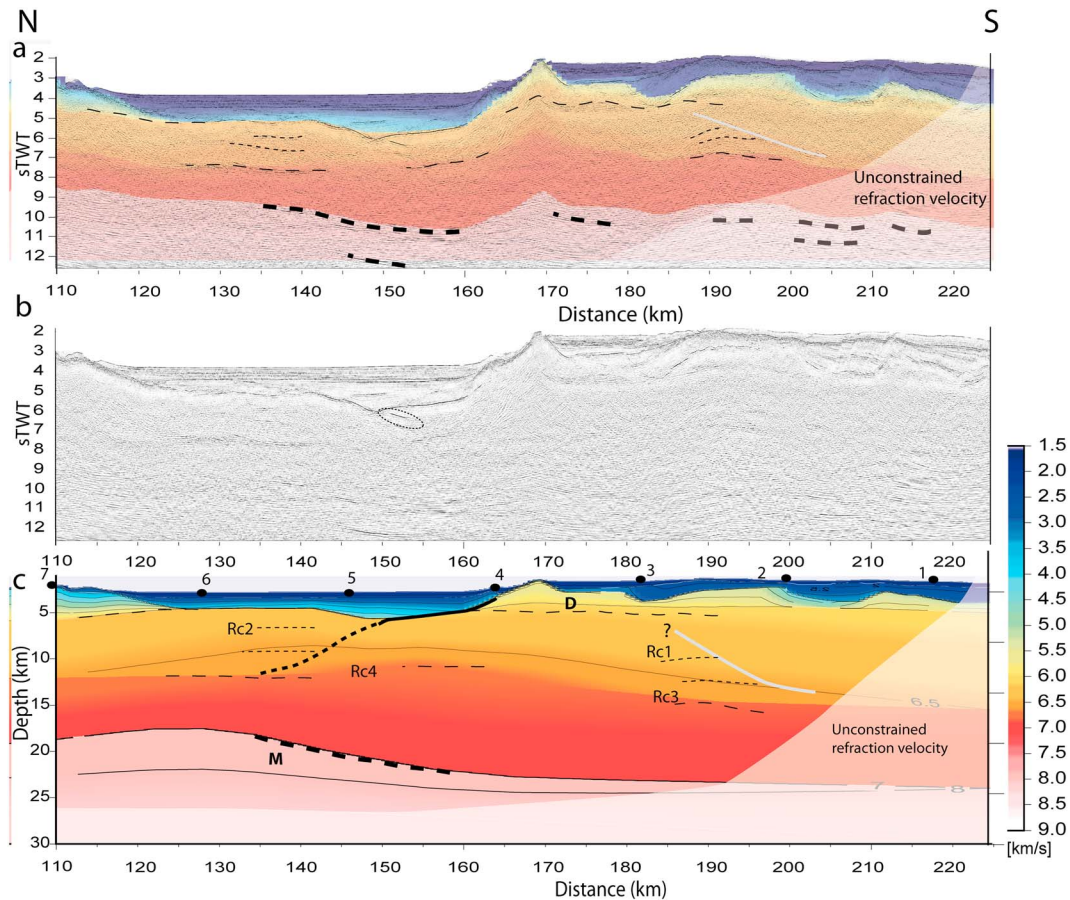 N
S
a
2
3
4
5
6
7
8
9
10
11
12
sTWT
Unconstrained
refraction velocity
110 120 130 140 150 160 170 180 190 200 210 220
Distance (km)
b
2
3
4
5
6
7
8
9
10
11
12
sTWT
110 120 130 140 150 160 170 180 190 200 210 220
7 6 5 4 3 2 1
c
D
5
Rc2
?
10
Rc1
Rc4
Rc3
6.5
15
Depth (km)
Unconstrained
refraction velocity
20
M
7 8
25
30
110 120 130 140 150 160 170 180 190 200 210 220
Distance (km)
1.5
2.0
2.5
3.0
3.5
4.0
4.5
5.0
5.5
6.0
6.5
7.0
7.5
8.0
8.5
9.0
[km/s]